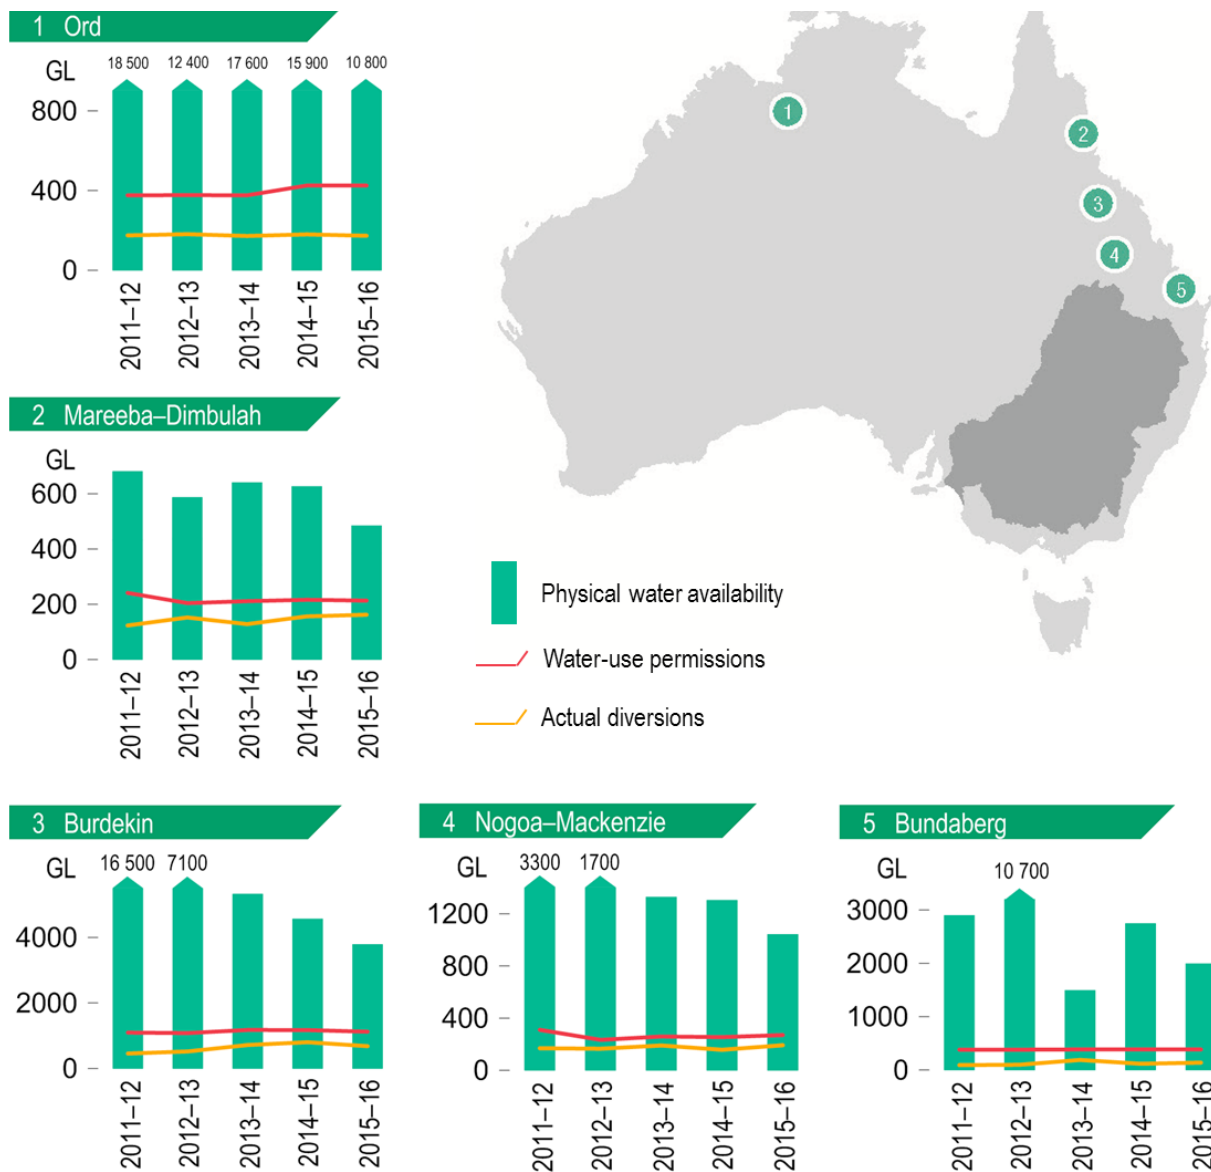 1 Ord
GL
18 500 12 400 17 600 15 900 10 800
800
400
0
2011–12 2012–13 2013–14 2014–15 2015–16
1
2
3
4
5
2 Mareeba–Dimbulah
GL
600
400
200
0
2011–12 2012–13 2013–14 2014–15 2015–16
Physical water availability
Water-use permissions
Actual diversions
3 Burdekin
GL
16 500 7100
4000
2000
0
2011–12 2012–13 2013–14 2014–15 2015–16
4 Nogoa–Mackenzie
GL
3300 1700
1200
800
400
0
2011–12 2012–13 2013–14 2014–15 2015–16
5 Bundaberg
GL
10 700
3000
2000
1000
0
2011–12 2012–13 2013–14 2014–15 2015–16